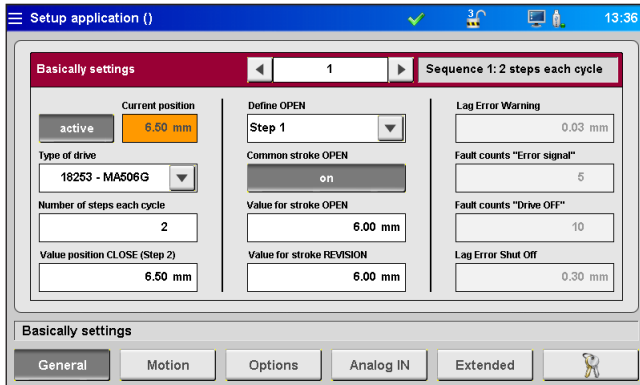 Setup application ()
3
13:36
Basically settings
1
Sequence 1: 2 steps each cycle
Current position
active
6.50 mm
Type of drive
18253 - MA506G
Number of steps each cycle
2
Value position CLOSE (Step 2)
6.50 mm
Define OPEN
Step 1
Common stroke OPEN
on
Value for stroke OPEN
6.00 mm
Value for stroke REVISION
6.00 mm
Lag Error Warning
0.03 mm
Fault counts "Error signal"
5
Fault counts "Drive OFF"
10
Lag Error Shut Off
0.30 mm
Basically settings
General
Motion
Options
Analog IN
Extended